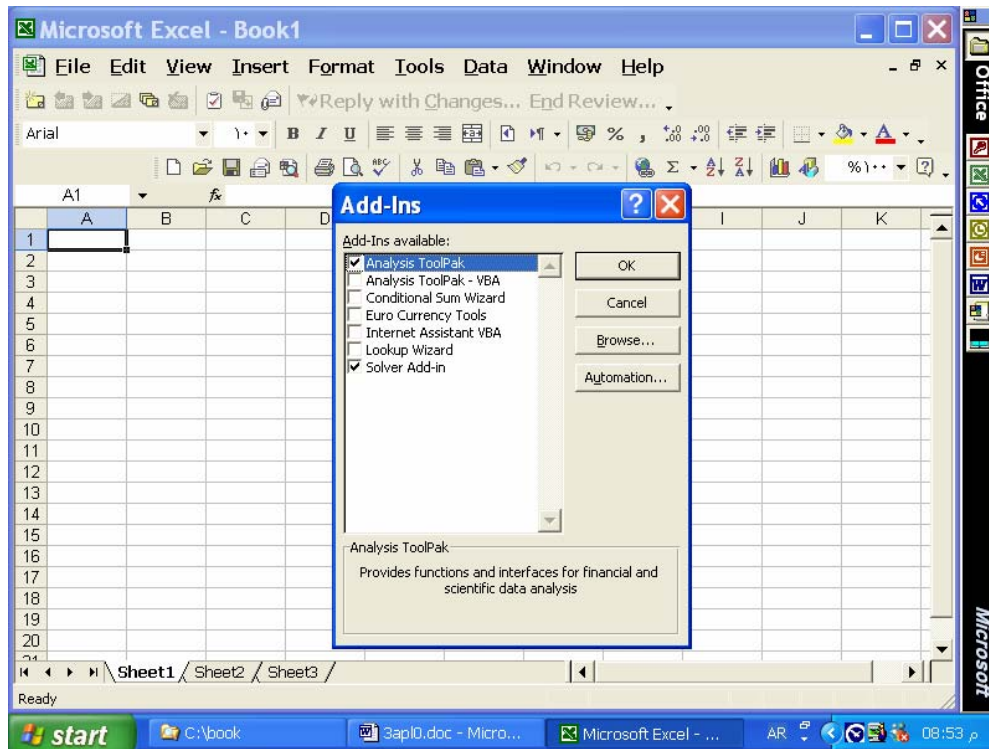 Microsoft Excel - Book1
File Edit View Insert Format Tools Data Window Help
Reply with Changes... End Review...
Arial ١٠ B I U % ,
Σ %١٠٠
A1 fx
A B C D I J K
1
2
3
4
5
6
7
8
9
10
11
12
13
14
15
16
17
18
19
20
21
Add-Ins
Add-Ins available:
Analysis ToolPak
Analysis ToolPak - VBA
Conditional Sum Wizard
Euro Currency Tools
Internet Assistant VBA
Lookup Wizard
Solver Add-in
OK
Cancel
Browse...
Automation...
Analysis ToolPak
Provides functions and interfaces for financial and
scientific data analysis
Sheet1 / Sheet2 / Sheet3 /
Ready
start C:\book 3apl0.doc - Micro... Microsoft Excel - ... AR 08:53 م
Office
Microsoft